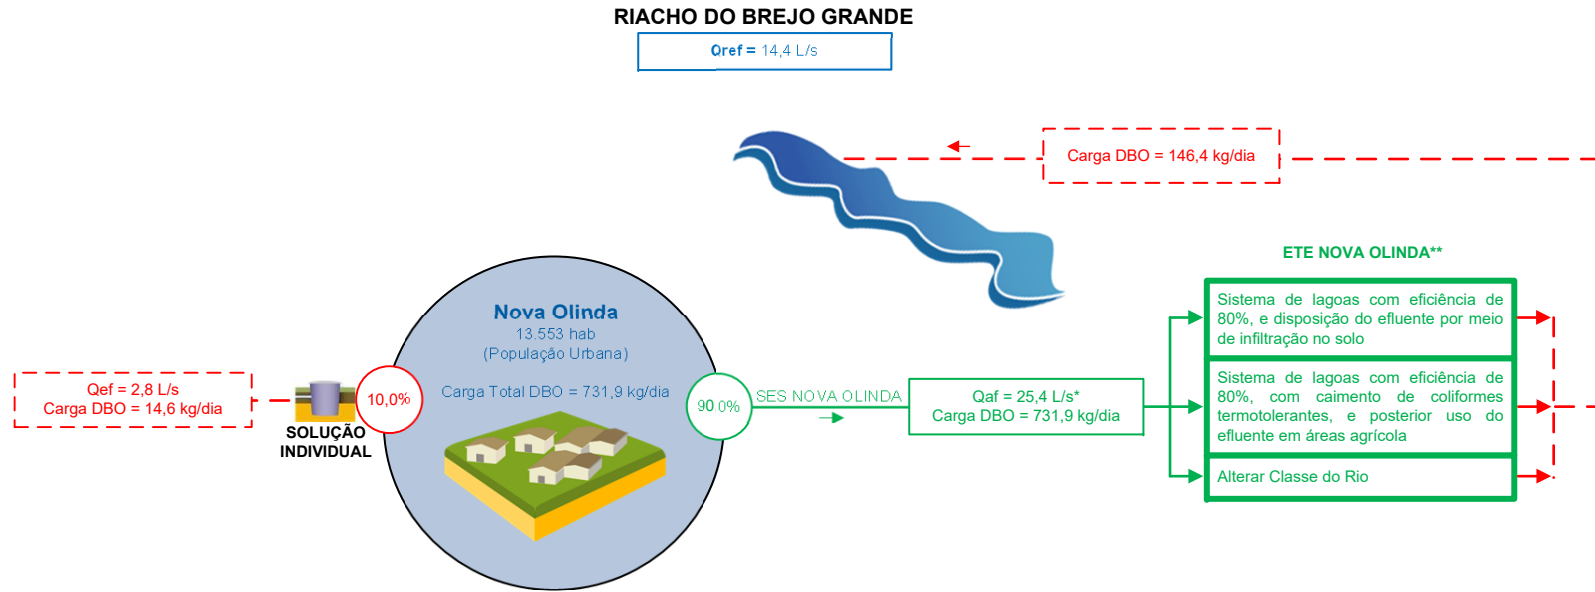 RIACHO DO BREJO GRANDE
Qref = 14,4 L/s
Carga DBO = 146,4 kg/dia
ETE NOVA OLINDA**
Sistema de lagoas com eficiência de
80%, e disposição do efluente por meio
de infiltração no solo
Sistema de lagoas com eficiência de
80%, com caimento de coliformes
termotolerantes, e posterior uso do
efluente em áreas agrícola
Alterar Classe do Rio
Nova Olinda
13.553 hab
(População Urbana)
Carga Total DBO = 731,9 kg/dia
Qef = 2,8 L/s
Carga DBO = 14,6 kg/dia
SOLUÇÃO
INDIVIDUAL
10,0%
90 0%
SES NOVA OLINDA
Qaf = 25,4 L/s*
Carga DBO = 731,9 kg/dia